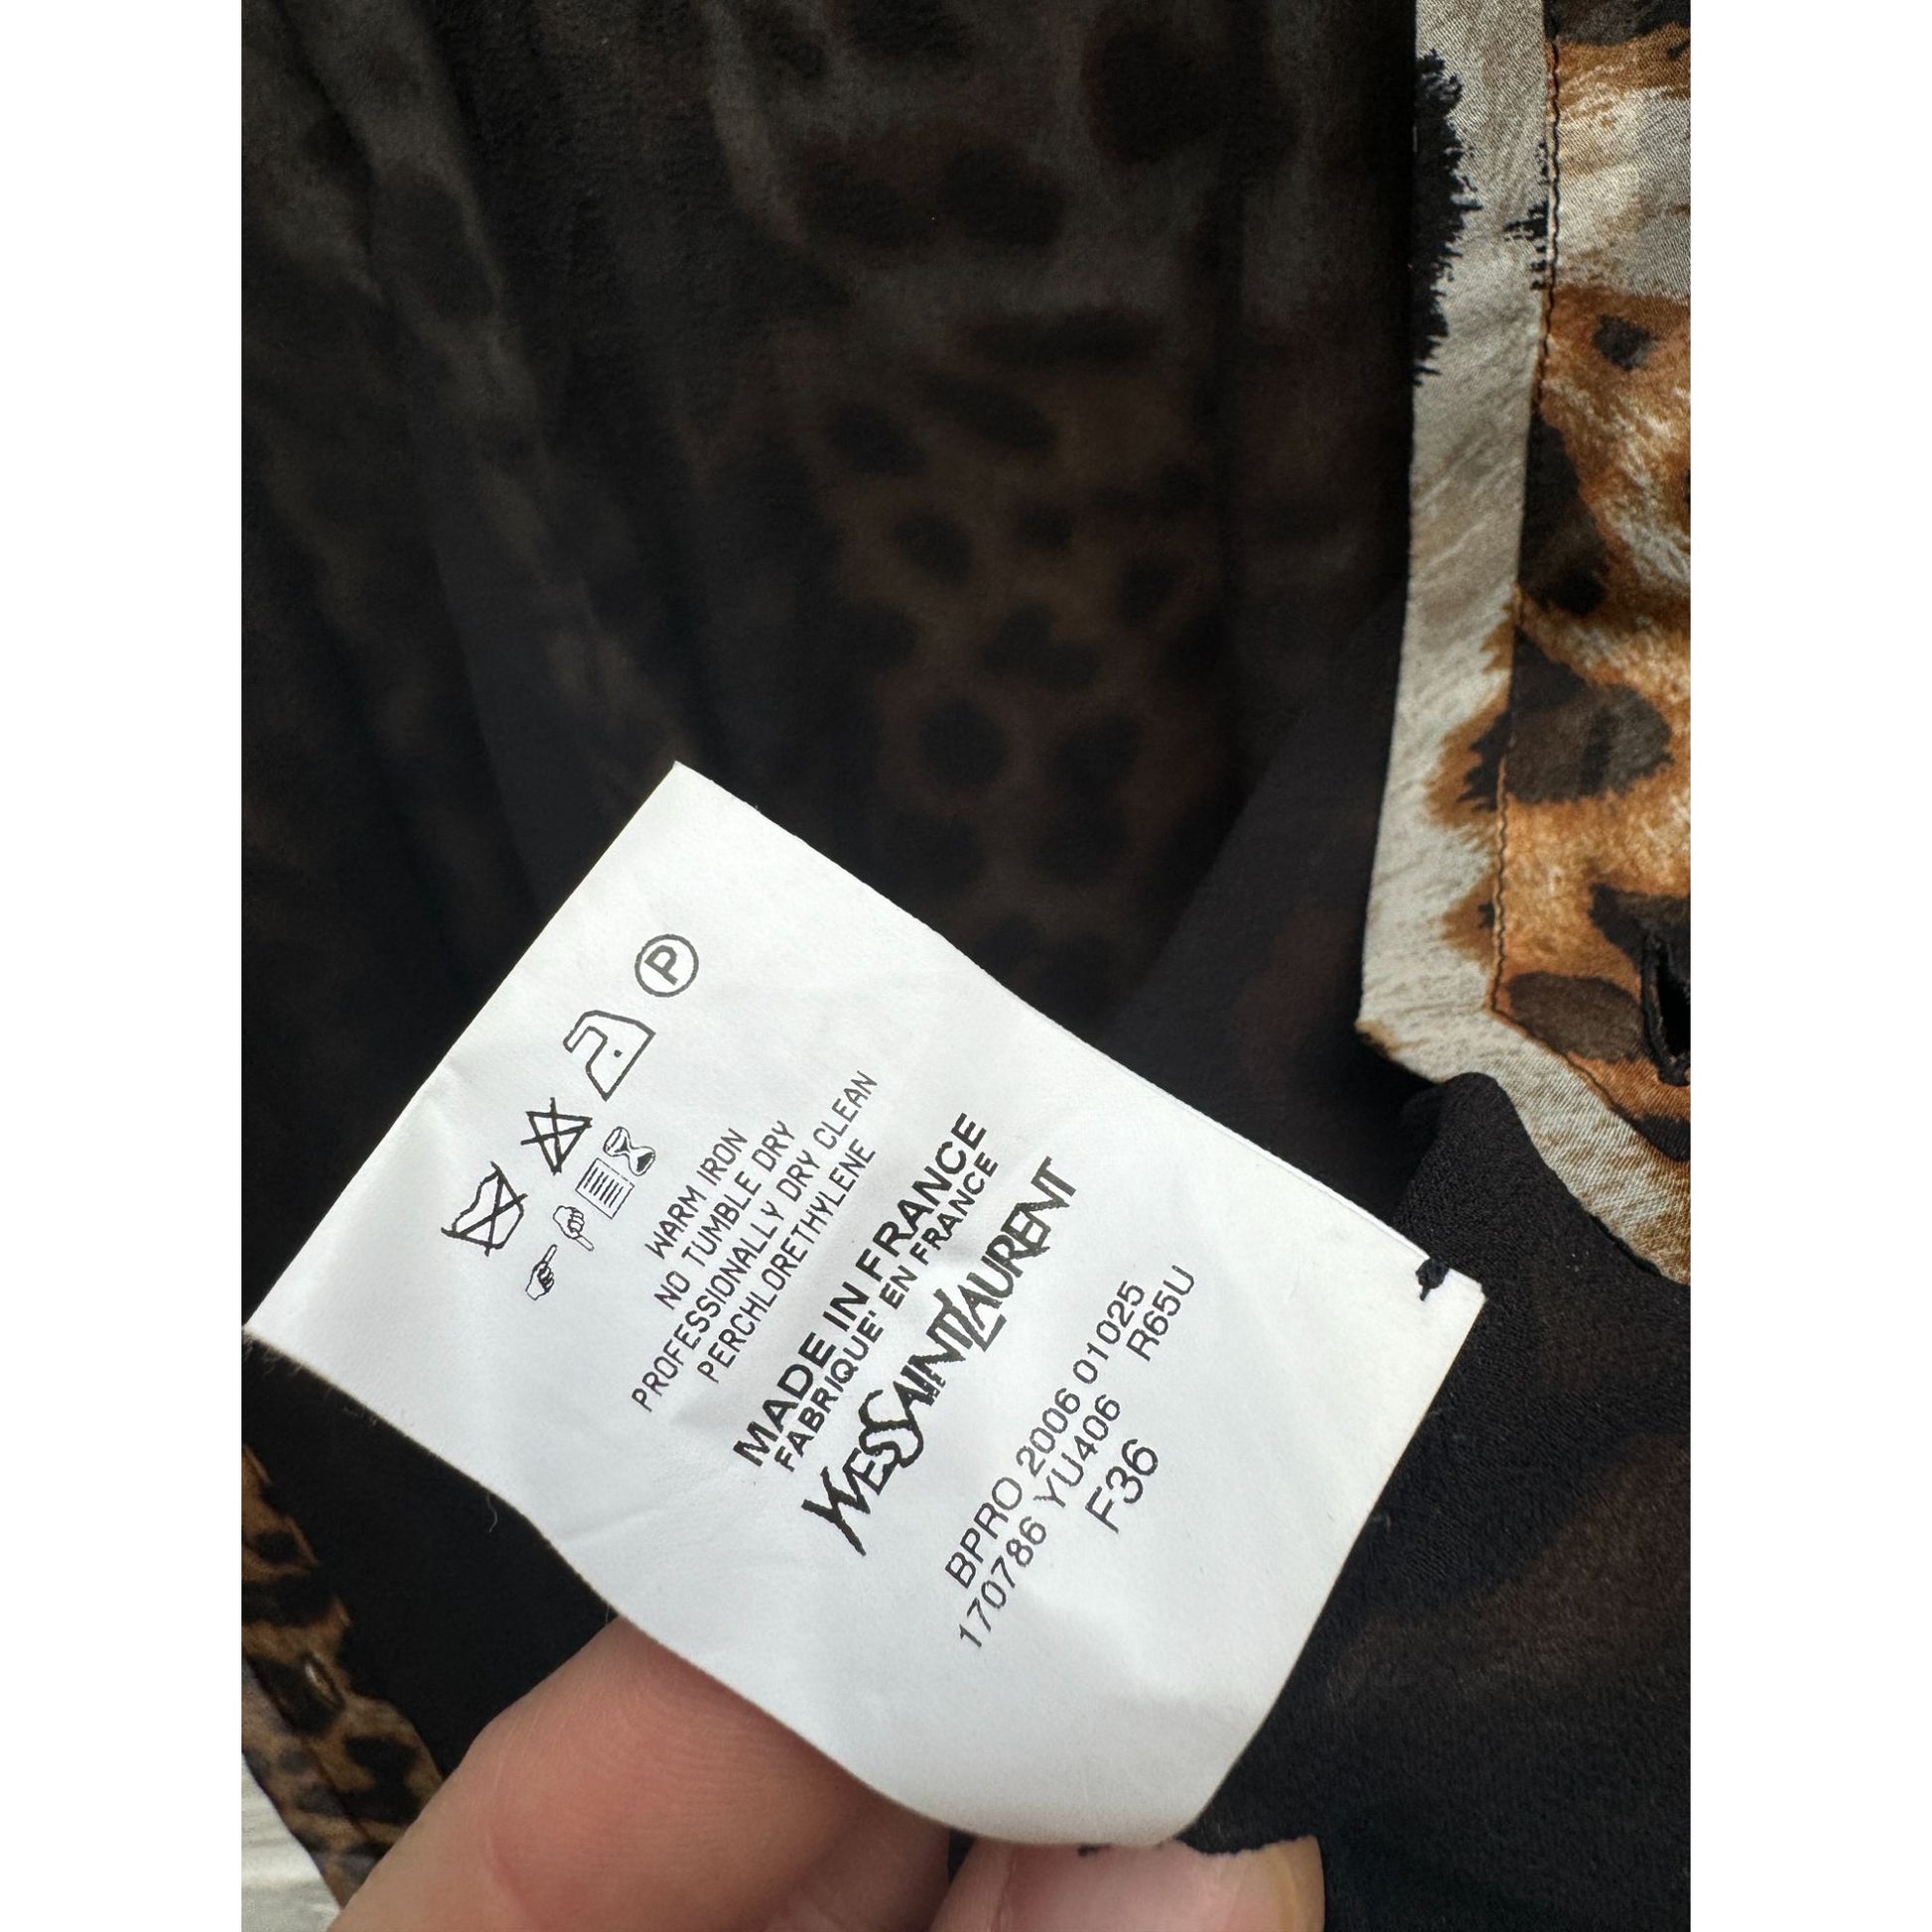 P
WARM IRON
NO TUMBLE DRY
PROFESSIONALLY DRY CLEAN
PERCHLORETHYLENE
MADE IN FRANCE
FABRIQUE' EN FRANCE
YVESSAINTLAURENT
BPRO 2006 01025
170786 YU406 R65U
F36